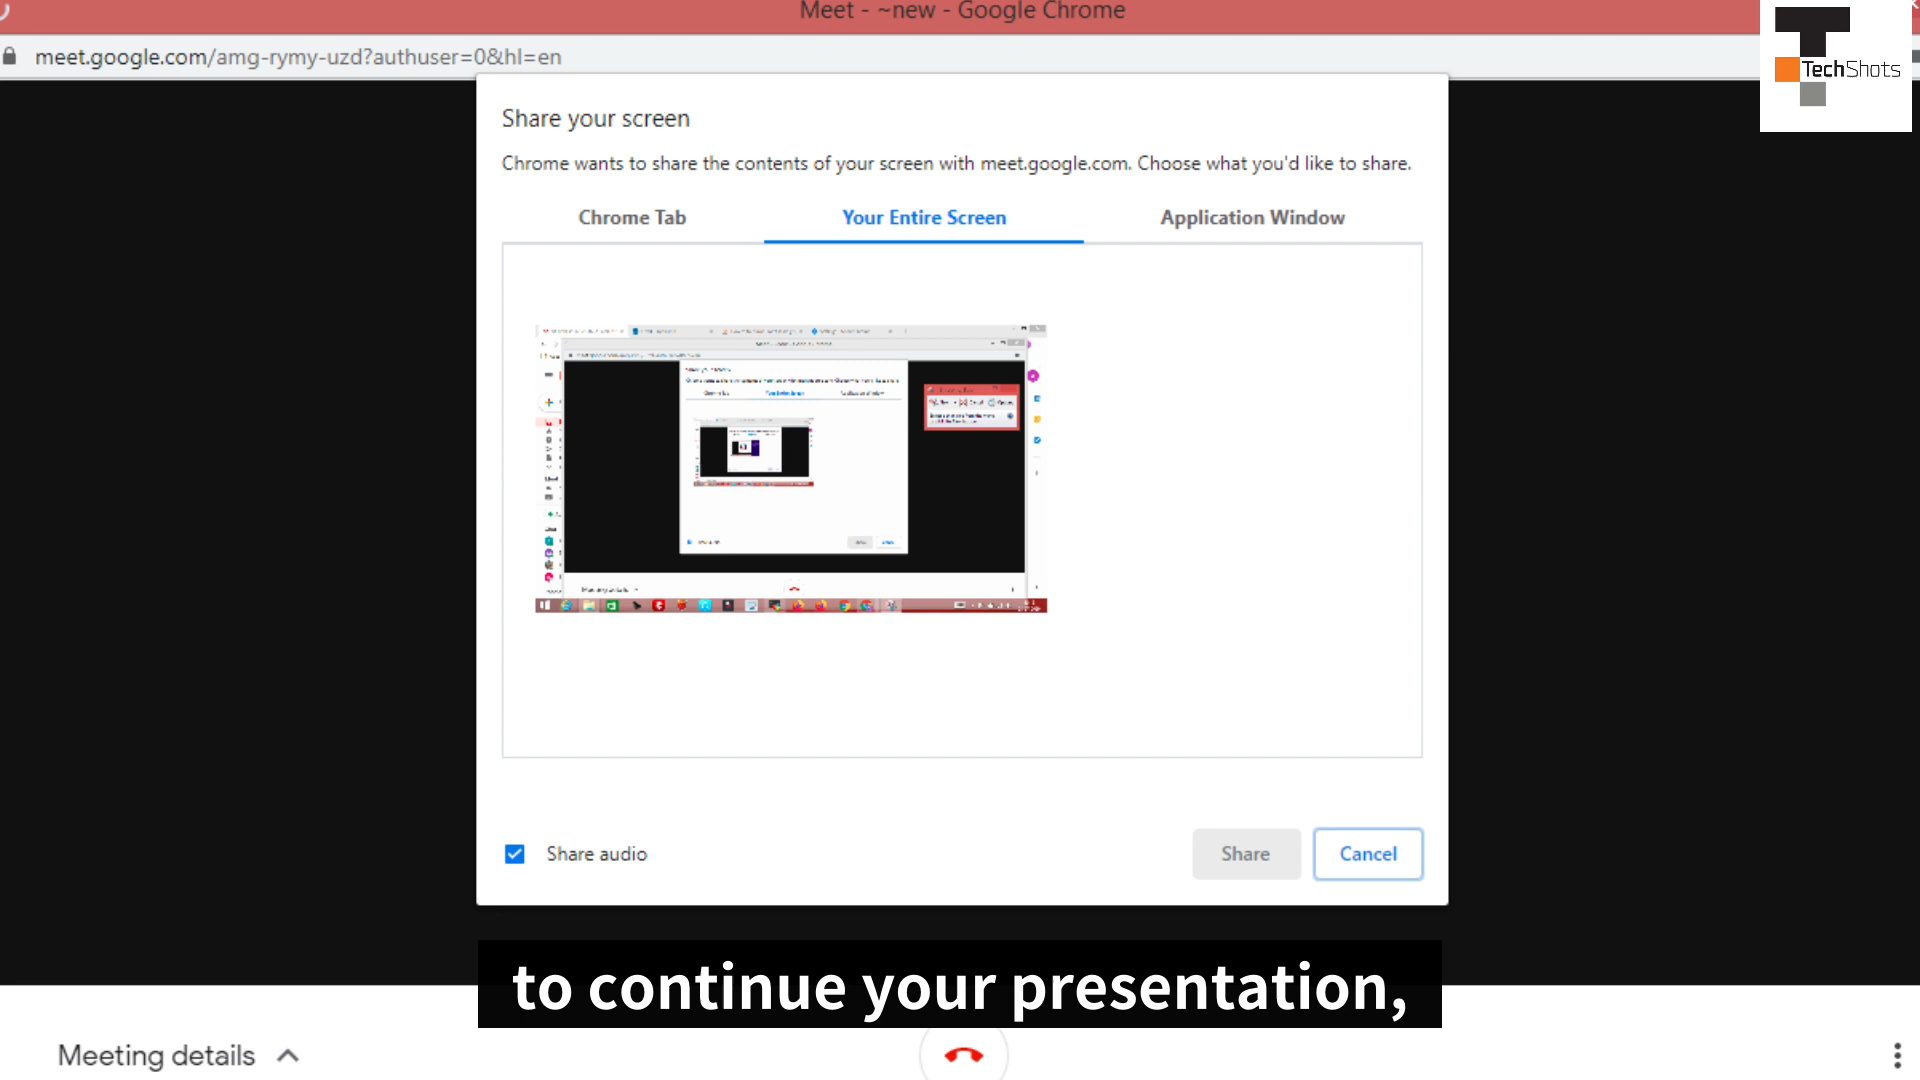 Meet - ~new - Google Chrome
meet.google.com/amg-rymy-uzd?authuser=0&hl=en
TechShots
Share your screen
Chrome wants to share the contents of your screen with meet.google.com. Choose what you'd like to share.
Chrome Tab
Your Entire Screen
Application Window
Share audio
Share
Cancel
to continue your presentation,
Meeting details